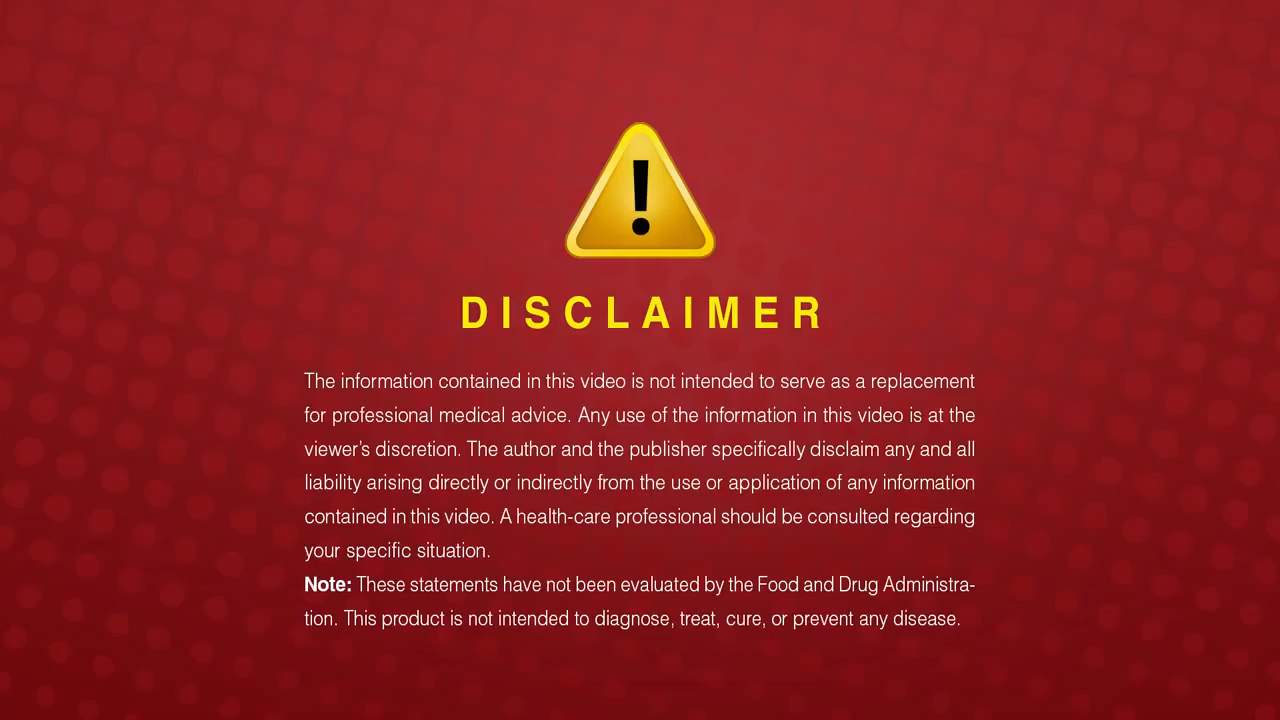 !
DISCLAIMER
The information contained in this video is not intended to serve as a replacement
for professional medical advice. Any use of the information in this video is at the
viewer's discretion. The author and the publisher specifically disclaim any and all
liability arising directly or indirectly from the use or application of any information
contained in this video. A health-care professional should be consulted regarding
your specific situation.
Note: These statements have not been evaluated by the Food and Drug Administra-
tion. This product is not intended to diagnose, treat, cure, or prevent any disease.